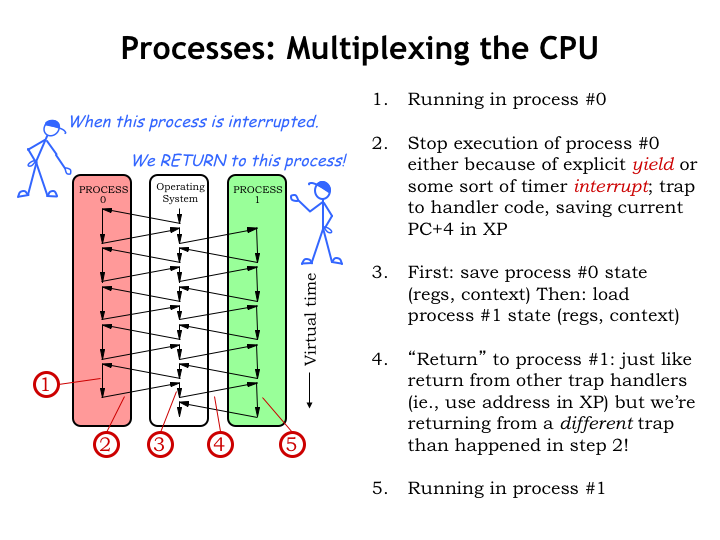 Processes: Multiplexing the CPU
When this process is interrupted.
We RETURN to this process!
PROCESS
0
Operating
System
PROCESS
1
Virtual time
1
2
3
4
5
1. Running in process #0
2. Stop execution of process #0
either because of explicit yield or
some sort of timer interrupt; trap
to handler code, saving current
PC+4 in XP
3. First: save process #0 state
(regs, context) Then: load
process #1 state (regs, context)
4. “Return” to process #1: just like
return from other trap handlers
(ie., use address in XP) but we’re
returning from a different trap
than happened in step 2!
5. Running in process #1